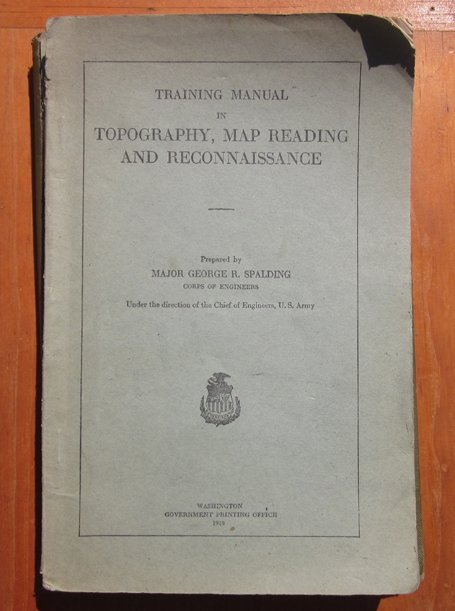 TRAINING MANUAL
IN
TOPOGRAPHY, MAP READING
AND RECONNAISSANCE
Prepared by
MAJOR GEORGE R. SPALDING
CORPS OF ENGINEERS
Under the direction of the Chief of Engineers, U. S. Army
WASHINGTON
GOVERNMENT PRINTING OFFICE